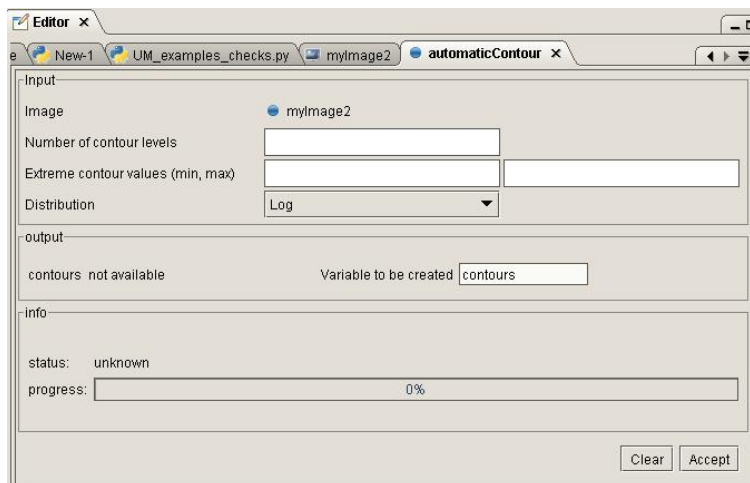 Editor
e New-1 UM_examples_checks.py myImage2 automaticContour
Input
Image myImage2
Number of contour levels
Extreme contour values (min, max)
Distribution Log
output
contours not available Variable to be created contours
info
status: unknown
progress: 0%
Clear Accept